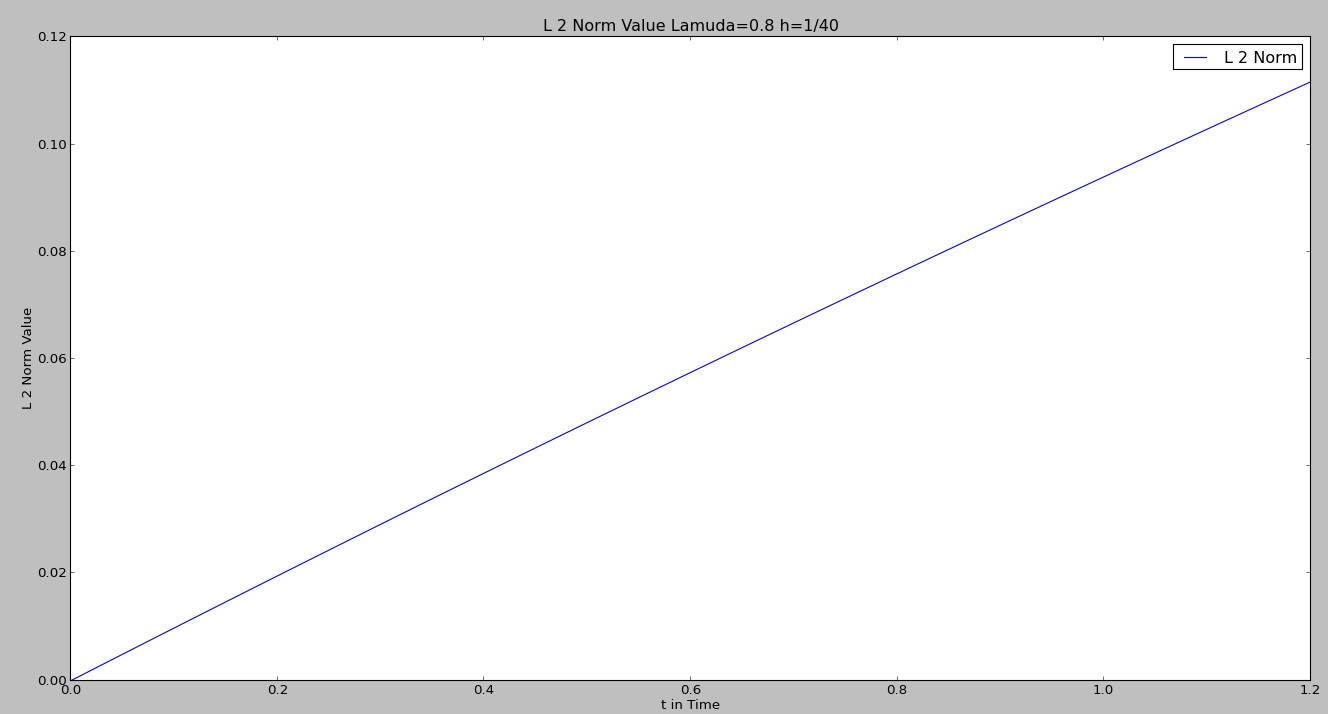 L 2 Norm Value Lamuda=0.8 h=1/40
L 2 Norm
0.12
0.10
0.08
0.06
0.04
0.02
0.00
L 2 Norm Value
0.0 0.2 0.4 0.6 0.8 1.0 1.2
t in Time